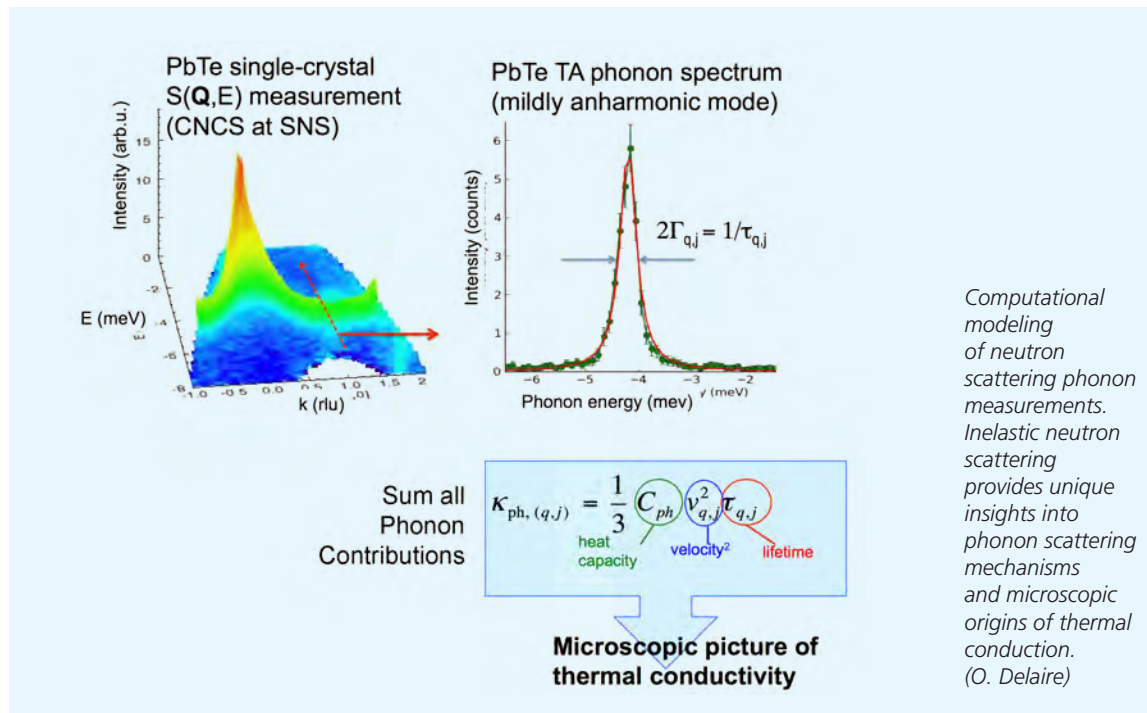 PbTe single-crystal
S(Q,E) measurement
(CNCS at SNS)
Intensity (arb.u.)
15
10
5
0
-2
-4
-6
-8
E (meV)
E
-1.0
-0.5
0.0
0.5
1.0
1.5
2
k (rlu)
,0]
PbTe TA phonon spectrum
(mildly anharmonic mode)
Intensity (counts)
6
5
4
3
2
1
0
2Γq,j = 1/τq,j
−6
−5
−4
−3
−2
Phonon energy (mev)
y (meV)
Sum all
Phonon
Contributions
κph, (q,j) = 1/3 Cph v²q,j τq,j
heat
capacity
velocity²
lifetime
Microscopic picture of
thermal conductivity
Computational
modeling
of neutron
scattering phonon
measurements.
Inelastic neutron
scattering
provides unique
insights into
phonon scattering
mechanisms
and microscopic
origins of thermal
conduction.
(O. Delaire)